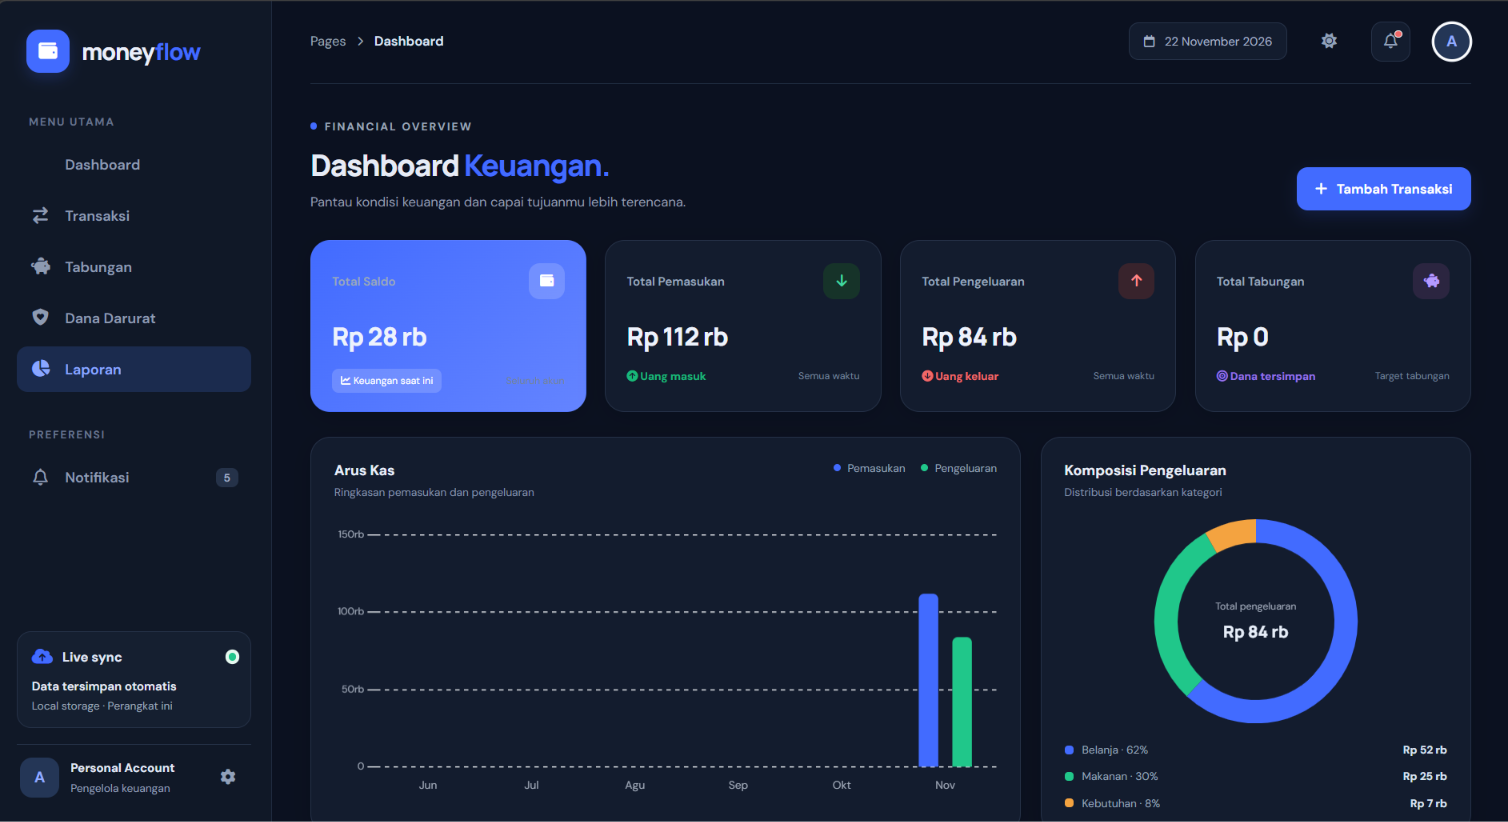 moneyflow
MENU UTAMA
Dashboard
Transaksi
Tabungan
Dana Darurat
Laporan
PREFERENSI
Notifikasi 5
Live sync
Data tersimpan otomatis
Local storage · Perangkat ini
A
Personal Account
Pengelola keuangan
Pages > Dashboard
22 November 2026
A
FINANCIAL OVERVIEW
Dashboard Keuangan.
Pantau kondisi keuangan dan capai tujuanmu lebih terencana.
+ Tambah Transaksi
Total Saldo
Rp 28 rb
Keuangan saat ini
Total Pemasukan
Rp 112 rb
Uang masuk Semua waktu
Total Pengeluaran
Rp 84 rb
Uang keluar Semua waktu
Total Tabungan
Rp 0
Dana tersimpan Target tabungan
Arus Kas
Ringkasan pemasukan dan pengeluaran
Pemasukan Pengeluaran
150rb
100rb
50rb
0
Jun Jul Agu Sep Okt Nov
Komposisi Pengeluaran
Distribusi berdasarkan kategori
Total pengeluaran
Rp 84 rb
Belanja · 62% Rp 52 rb
Makanan · 30% Rp 25 rb
Kebutuhan · 8% Rp 7 rb